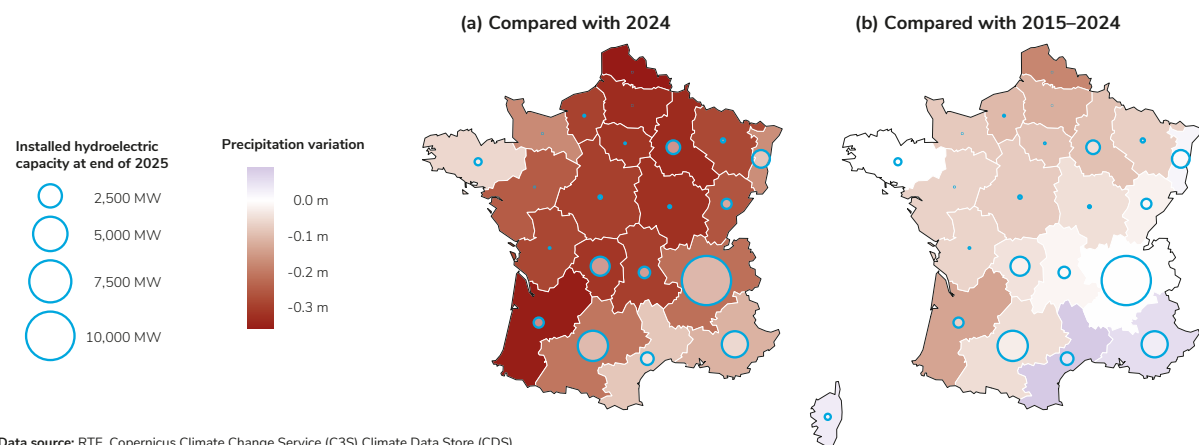 (a) Compared with 2024
(b) Compared with 2015–2024
Installed hydroelectric
capacity at end of 2025
2,500 MW
5,000 MW
7,500 MW
10,000 MW
Precipitation variation
0.0 m
-0.1 m
-0.2 m
-0.3 m
Data source: RTE, Copernicus Climate Change Service (C3S) Climate Data Store (CDS)